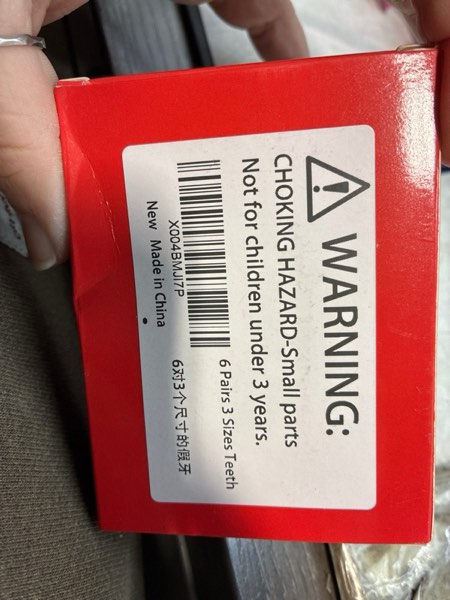 WARNING:
CHOKING HAZARD-Small parts
Not for children under 3 years.
6 Pairs 3 Sizes Teeth
X004BMJI7P
New Made in China
6对3个尺寸的假牙